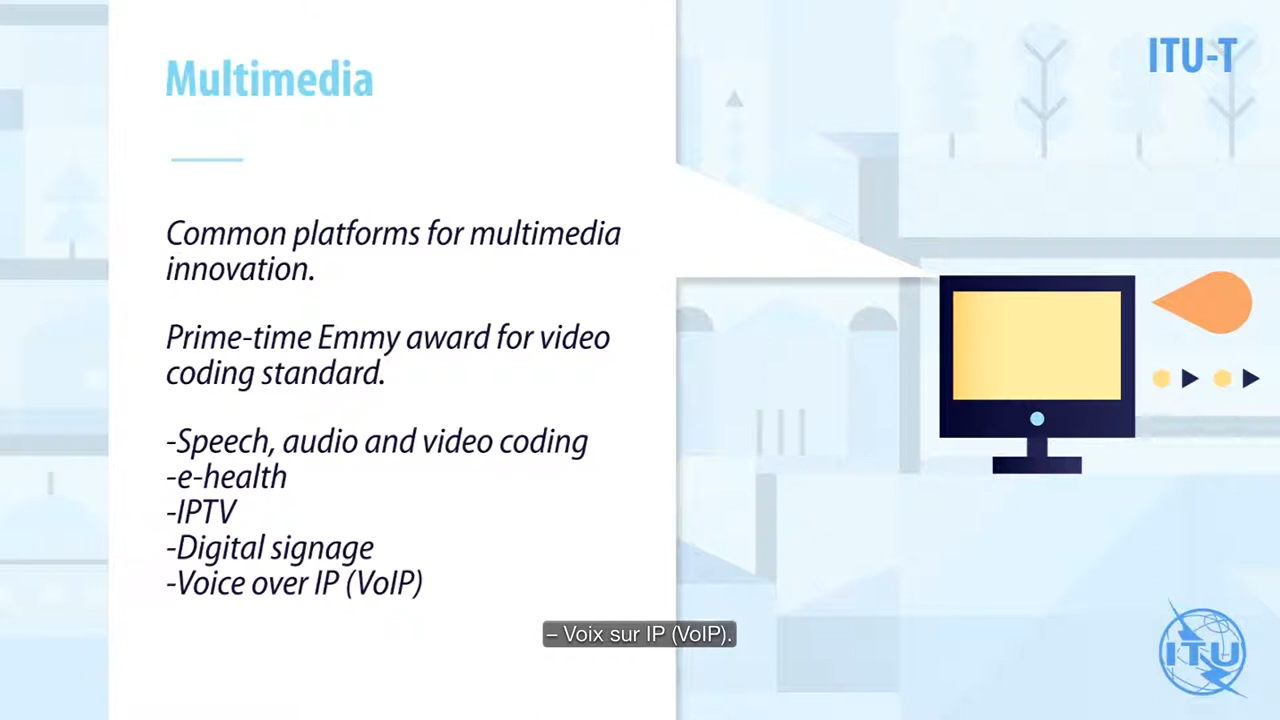 Multimedia
ITU-T
Common platforms for multimedia
innovation.
Prime-time Emmy award for video
coding standard.
-Speech, audio and video coding
-e-health
-IPTV
-Digital signage
-Voice over IP (VoIP)
– Voix sur IP (VoIP).
ITU